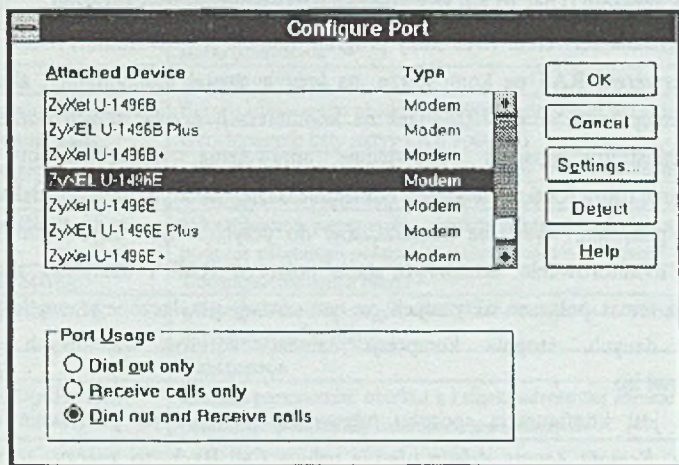 Configure Port
Attached Device Type
ZyXel U-1496B Modem
ZyXEL U-1496B Plus Modem
ZyXel U-1496B+ Modem
ZyXEL U-1496E Modem
ZyXel U-1496E Modem
ZyXEL U-1496E Plus Modem
ZyXel U-1496E+ Modem
OK
Cancel
Settings...
Detect
Help
Port Usage
Dial out only
Receive calls only
Dial out and Receive calls